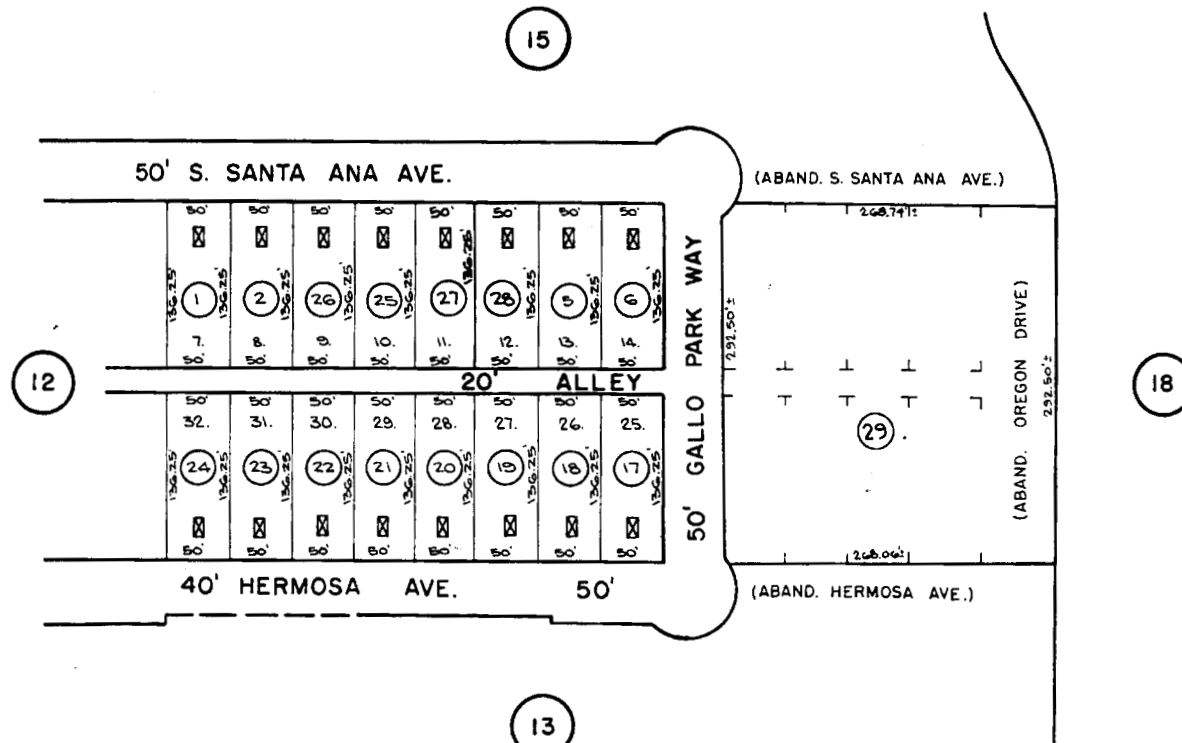 15
50' S. SANTA ANA AVE.
(ABAND. S. SANTA ANA AVE.)
50' 50' 50' 50' 50' 50' 50' 50'
268.74'±
136.25' 136.25' 136.25' 136.25' 136.25' 136.25' 136.25' 136.25' 136.25'
1 2 26 25 27 28 5 6
7. 8. 9. 10. 11. 12. 13. 14.
50' 50' 50' 50' 50' 50' 50' 50'
50' GALLO PARK WAY
292.50'±
(ABAND. OREGON DRIVE)
292.50'±
12
20' ALLEY
18
50' 50' 50' 50' 50' 50' 50' 50'
32. 31. 30. 29. 28. 27. 26. 25.
29
24 23 22 21 20 19 18 17
136.25' 136.25' 136.25' 136.25' 136.25' 136.25' 136.25' 136.25' 136.25'
50' 50' 50' 50' 50' 50' 50' 50'
268.06'±
40' HERMOSA AVE. 50'
(ABAND. HERMOSA AVE.)
13